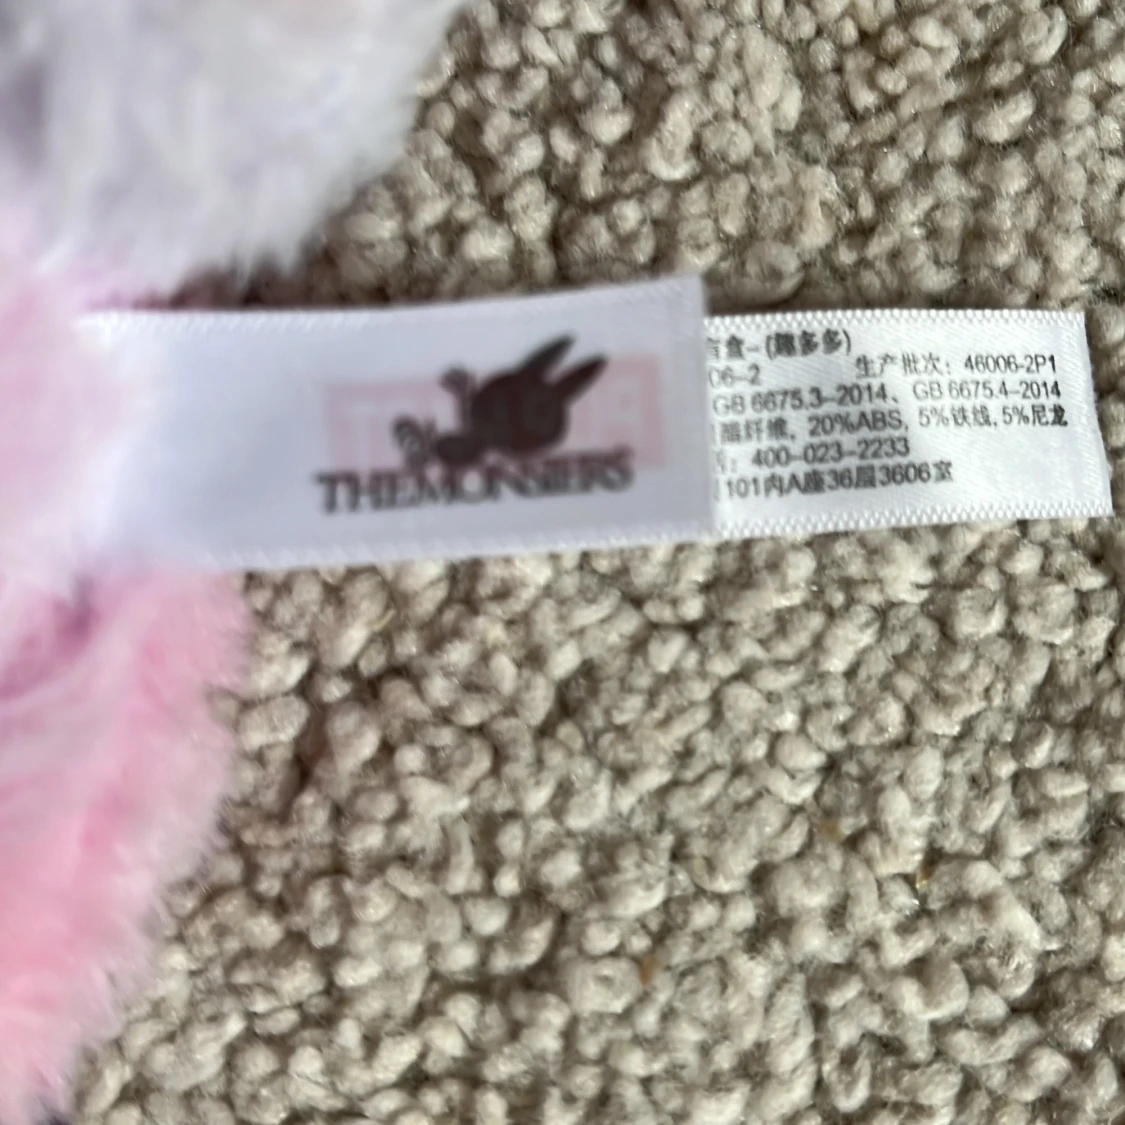 THEMONSTERS
盲盒–(趣多多)
06–2 生产批次: 46006-2P1
GB 6675.3–2014、GB 6675.4–2014
酯纤维, 20%ABS, 5%铁线, 5%尼龙
: 400–023–2233
101内A座36层3606室